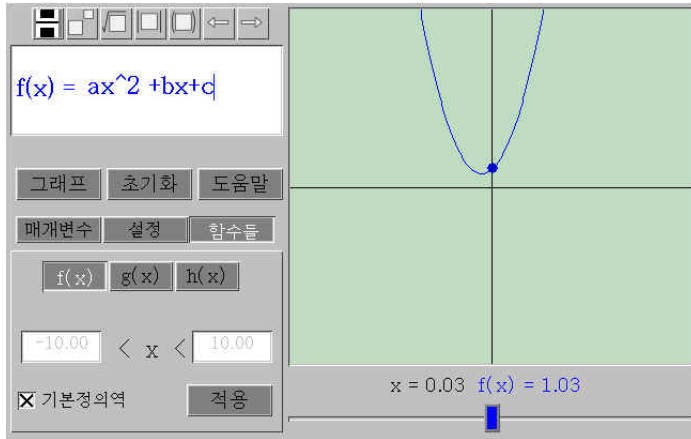 f(x) = ax^2 +bx+c
그래프 초기화 도움말
매개변수 설정 함수들
f(x) g(x) h(x)
-10.00 < x < 10.00
기본정의역 적용
x = 0.03 f(x) = 1.03